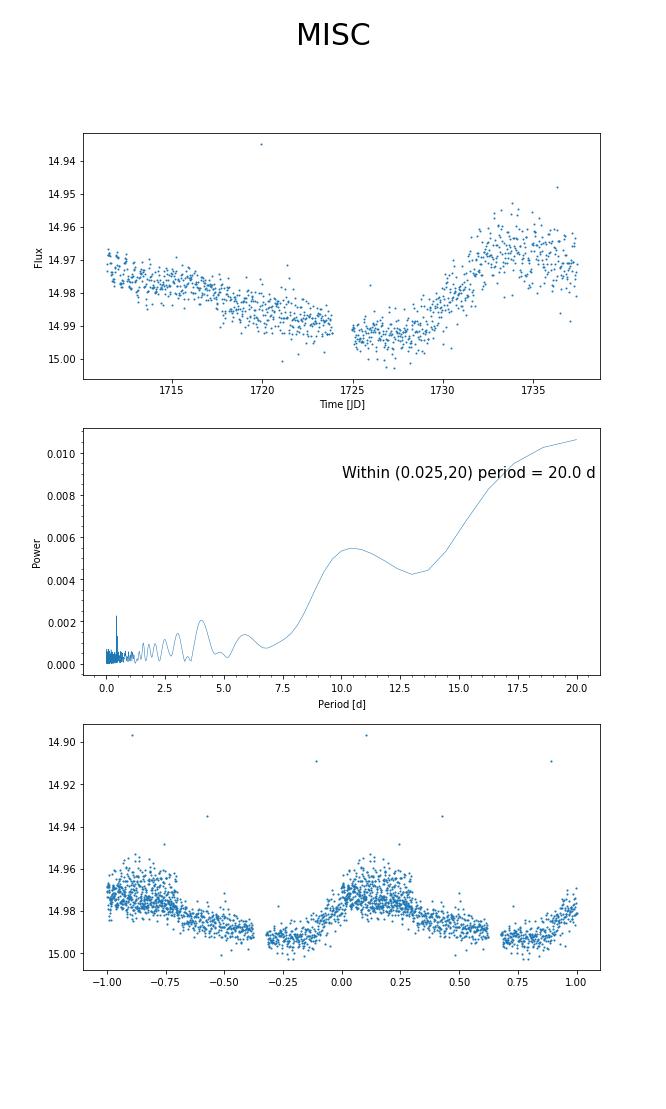 MISC
14.94
14.95
14.96
14.97
14.98
14.99
15.00
Flux
1715 1720 1725 1730 1735
Time [JD]
0.010
0.008
0.006
0.004
0.002
0.000
Power
Within (0.025,20) period = 20.0 d
0.0 2.5 5.0 7.5 10.0 12.5 15.0 17.5 20.0
Period [d]
14.90
14.92
14.94
14.96
14.98
15.00
−1.00 −0.75 −0.50 −0.25 0.00 0.25 0.50 0.75 1.00